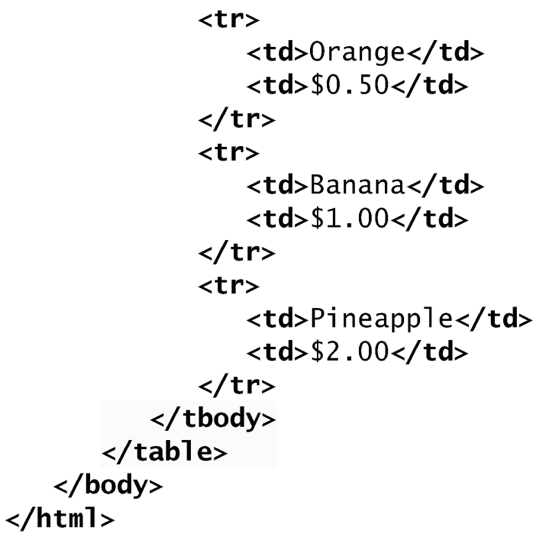 <tr>
<td>Orange</td>
<td>$0.50</td>
</tr>
<tr>
<td>Banana</td>
<td>$1.00</td>
</tr>
<tr>
<td>Pineapple</td>
<td>$2.00</td>
</tr>
</tbody>
</table>
</body>
</html>